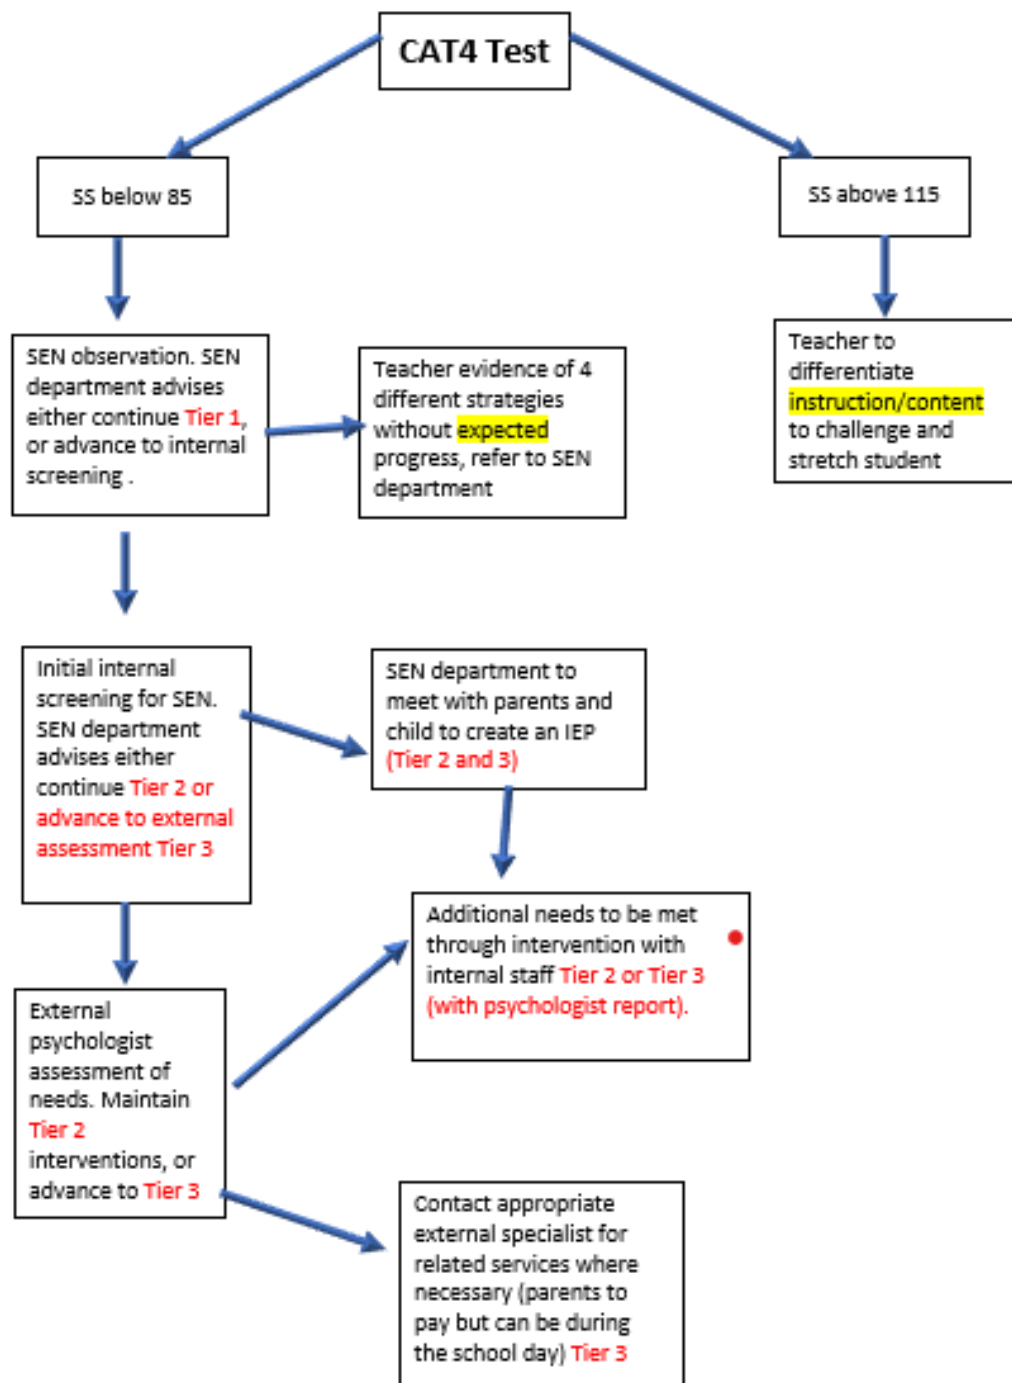 CAT4 Test
SS below 85
SS above 115
SEN observation. SEN
department advises
either continue Tier 1,
or advance to internal
screening .
Teacher evidence of 4
different strategies
without expected
progress, refer to SEN
department
Teacher to
differentiate
instruction/content
to challenge and
stretch student
Initial internal
screening for SEN.
SEN department
advises either
continue Tier 2 or
advance to external
assessment Tier 3
SEN department to
meet with parents and
child to create an IEP
(Tier 2 and 3)
Additional needs to be met
through intervention with
internal staff Tier 2 or Tier 3
(with psychologist report).
External
psychologist
assessment of
needs. Maintain
Tier 2
interventions, or
advance to Tier 3
Contact appropriate
external specialist for
related services where
necessary (parents to
pay but can be during
the school day) Tier 3